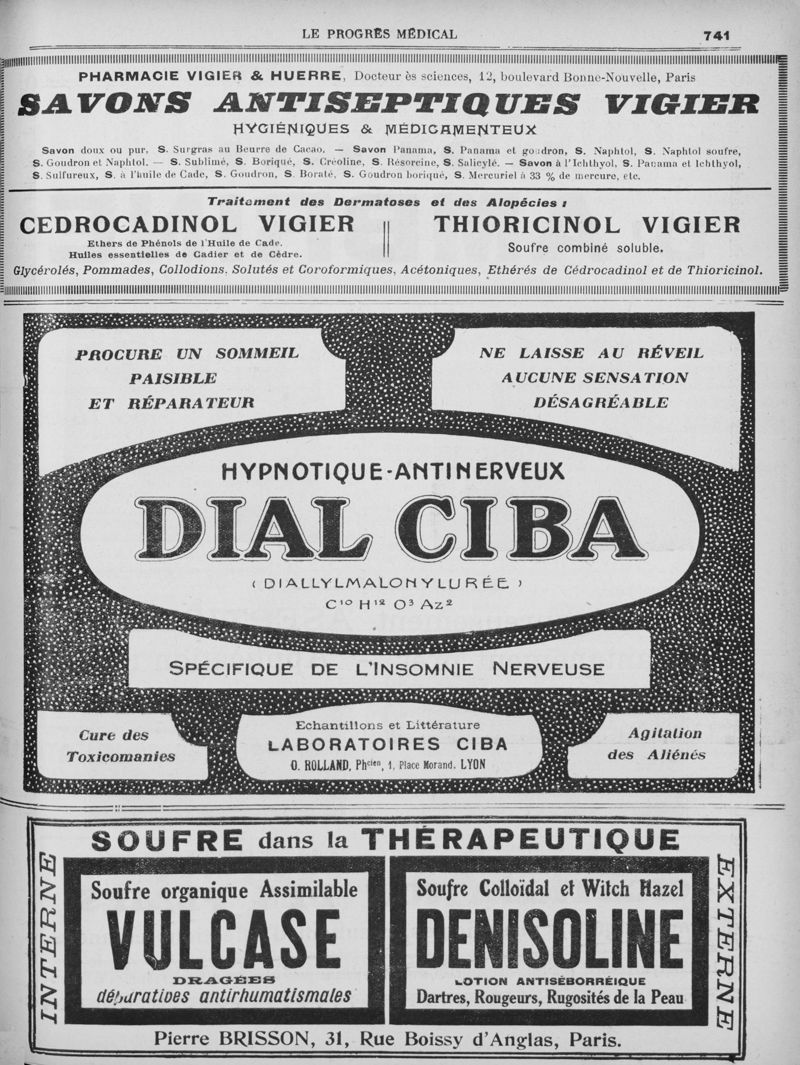 LE PROGRÈS MÉDICAL
741
PHARMACIE VIGIER & HUERRE, Docteur ès sciences, 12, boulevard Bonne-Nouvelle, Paris
SAVONS ANTISEPTIQUES VIGIER
HYGIÉNIQUES & MÉDICAMENTEUX
Savon doux ou pur, S. Surgras au Beurre de Cacao. — Savon Panama, S. Panama et goudron, S. Naphtol, S. Naphtol soufre,
S. Goudron et Naphtol. — S. Sublimé, S. Boriqué, S. Créoline, S. Résorcine, S. Salicylé. — Savon à l'Ichthyol, S. Panama et Ichthyol,
S. Sulfureux, S. à l'huile de Cade, S. Goudron, S. Boraté, S. Goudron boriqué, S. Mercuriel à 33 % de mercure, etc.
Traitement des Dermatoses et des Alopécies :
CEDROCADINOL VIGIER
Ethers de Phénols de l'Huile de Cade.
Huiles essentielles de Cadier et de Cèdre.
THIORICINOL VIGIER
Soufre combiné soluble.
Glycérolés, Pommades, Collodions, Solutés et Coroformiques, Acétoniques, Ethérés de Cédrocadinol et de Thioricinol.
PROCURE UN SOMMEIL
PAISIBLE
ET RÉPARATEUR
NE LAISSE AU RÉVEIL
AUCUNE SENSATION
DÉSAGRÉABLE
HYPNOTIQUE-ANTINERVEUX
DIAL CIBA
(DIALLYLMALONYLURÉE)
C¹⁰ H¹² O³ Az²
SPÉCIFIQUE DE L'INSOMNIE NERVEUSE
Cure des
Toxicomanies
Echantillons et Littérature
LABORATOIRES CIBA
O. ROLLAND, Phᶜⁱᵉⁿ, 1, Place Morand, LYON
Agitation
des Aliénés
SOUFRE dans la THÉRAPEUTIQUE
INTERNE
Soufre organique Assimilable
VULCASE
DRAGÉES
dépuratives antirhumatismales
Soufre Colloïdal et Witch Hazel
DENISOLINE
LOTION ANTISÉBORRÉIQUE
Dartres, Rougeurs, Rugosités de la Peau
EXTERNE
Pierre BRISSON, 31, Rue Boissy d'Anglas, Paris.